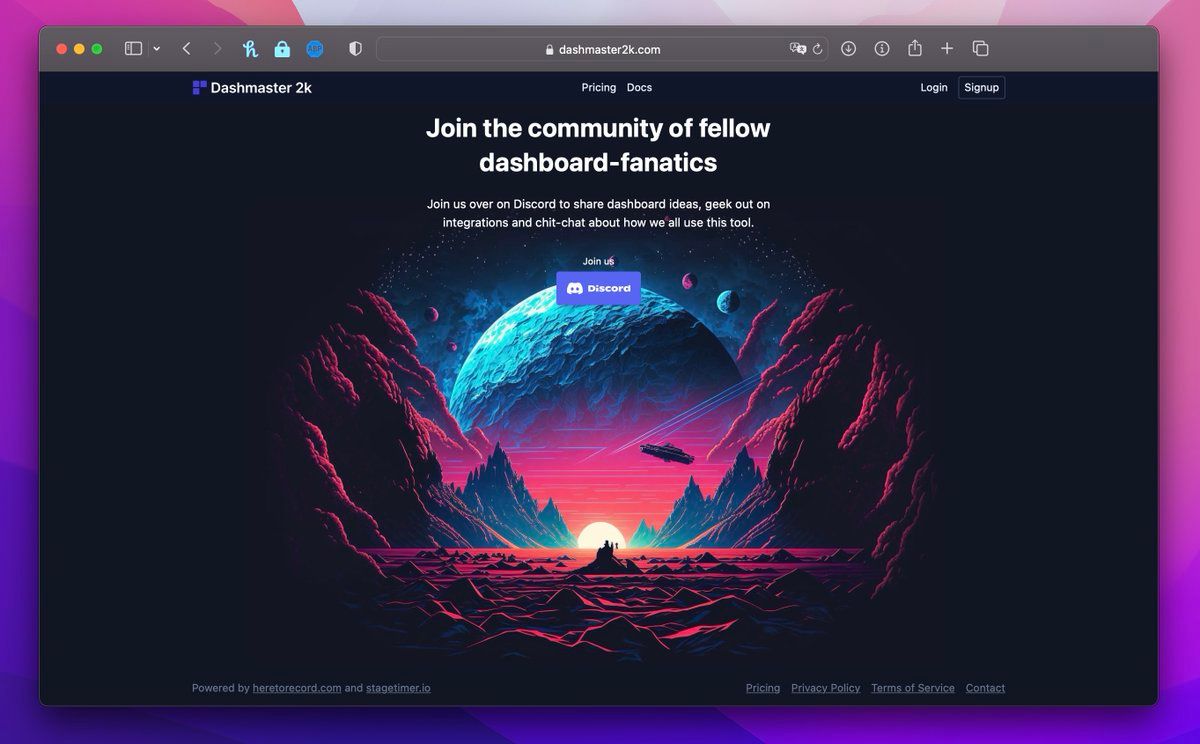 ABP
dashmaster2k.com
Dashmaster 2k
Pricing
Docs
Login
Signup
Join the community of fellow
dashboard-fanatics
Join us over on Discord to share dashboard ideas, geek out on
integrations and chit-chat about how we all use this tool.
Join us
Discord
Powered by heretorecord.com and stagetimer.io
Pricing
Privacy Policy
Terms of Service
Contact